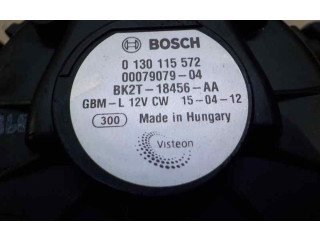 BOSCH
0 130 115 572
00079079-04
BK2T-18456-AA
GBM-L 12V CW 15-04-12
300 Made in Hungary
Visteon